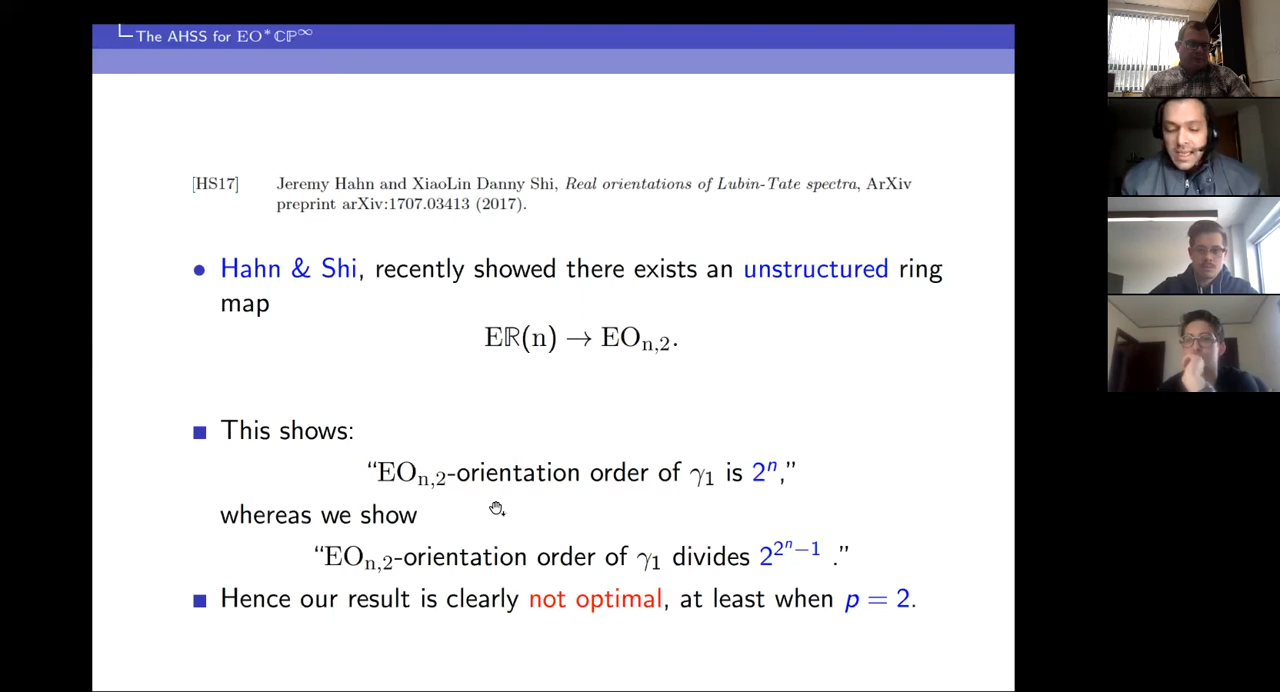 The AHSS for EO*ℂℙ^∞
[HS17] Jeremy Hahn and XiaoLin Danny Shi, Real orientations of Lubin-Tate spectra, ArXiv
preprint arXiv:1707.03413 (2017).
• Hahn & Shi, recently showed there exists an unstructured ring
map
Eℝ(n) → EO_{n,2}.
■ This shows:
“EO_{n,2}-orientation order of γ_1 is 2^n,”
whereas we show
“EO_{n,2}-orientation order of γ_1 divides 2^{2^n−1} .”
■ Hence our result is clearly not optimal, at least when p = 2.